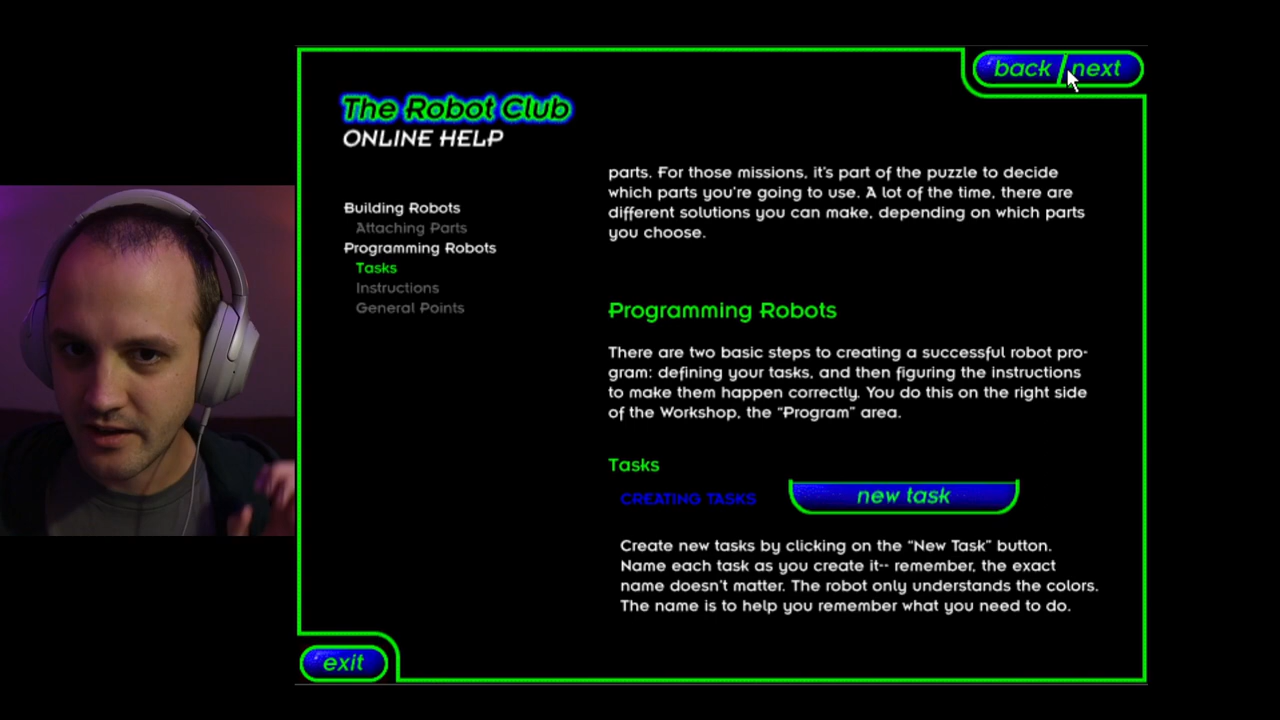 back / next
The Robot Club
ONLINE HELP
Building Robots
Attaching Parts
Programming Robots
Tasks
Instructions
General Points
parts. For those missions, it's part of the puzzle to decide
which parts you're going to use. A lot of the time, there are
different solutions you can make, depending on which parts
you choose.
Programming Robots
There are two basic steps to creating a successful robot pro-
gram: defining your tasks, and then figuring the instructions
to make them happen correctly. You do this on the right side
of the Workshop, the "Program" area.
Tasks
CREATING TASKS
new task
Create new tasks by clicking on the "New Task" button.
Name each task as you create it-- remember, the exact
name doesn't matter. The robot only understands the colors.
The name is to help you remember what you need to do.
exit